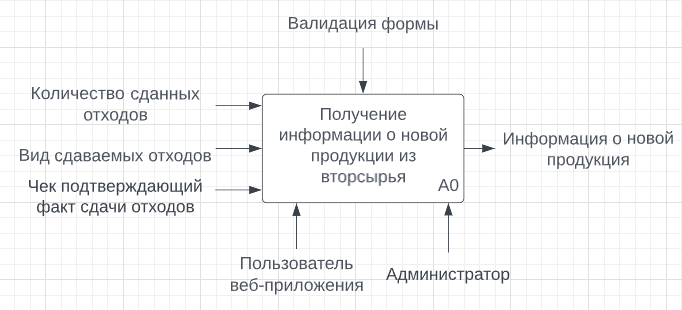 Валидация формы
Количество сданных
отходов
Вид сдаваемых отходов
Чек подтверждающий
факт сдачи отходов
Получение
информации о новой
продукции из
вторсырья
A0
Информация о новой
продукция
Пользователь
веб-приложения
Администратор